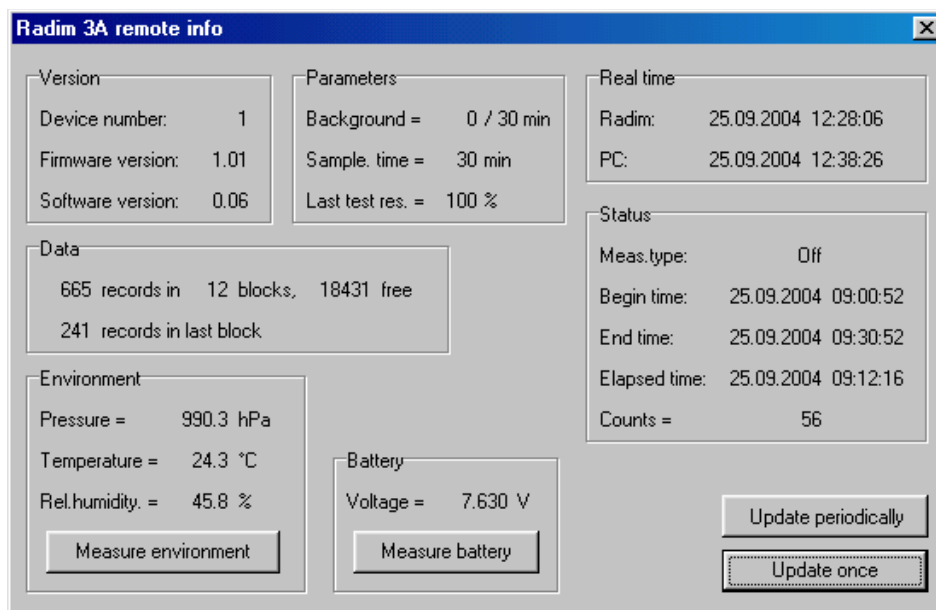 Radim 3A remote info
Version
Device number: 1
Firmware version: 1.01
Software version: 0.06
Parameters
Background = 0 / 30 min
Sample. time = 30 min
Last test res. = 100 %
Real time
Radim: 25.09.2004 12:28:06
PC: 25.09.2004 12:38:26
Data
665 records in 12 blocks, 18431 free
241 records in last block
Status
Meas.type: Off
Begin time: 25.09.2004 09:00:52
End time: 25.09.2004 09:30:52
Elapsed time: 25.09.2004 09:12:16
Counts = 56
Environment
Pressure = 990.3 hPa
Temperature = 24.3 °C
Rel.humidity. = 45.8 %
Measure environment
Battery
Voltage = 7.630 V
Measure battery
Update periodically
Update once